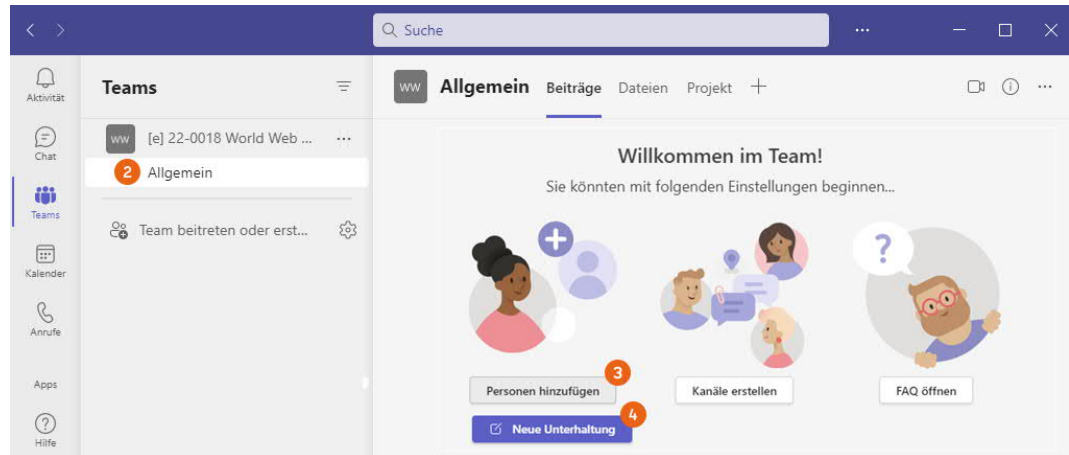 Suche
Aktivität
Chat
Teams
Kalender
Anrufe
Apps
Hilfe
Teams
WW [e] 22-0018 World Web ...
2 Allgemein
Team beitreten oder erst...
WW Allgemein Beiträge Dateien Projekt
Willkommen im Team!
Sie könnten mit folgenden Einstellungen beginnen...
?
3
Personen hinzufügen Kanäle erstellen FAQ öffnen
4
Neue Unterhaltung